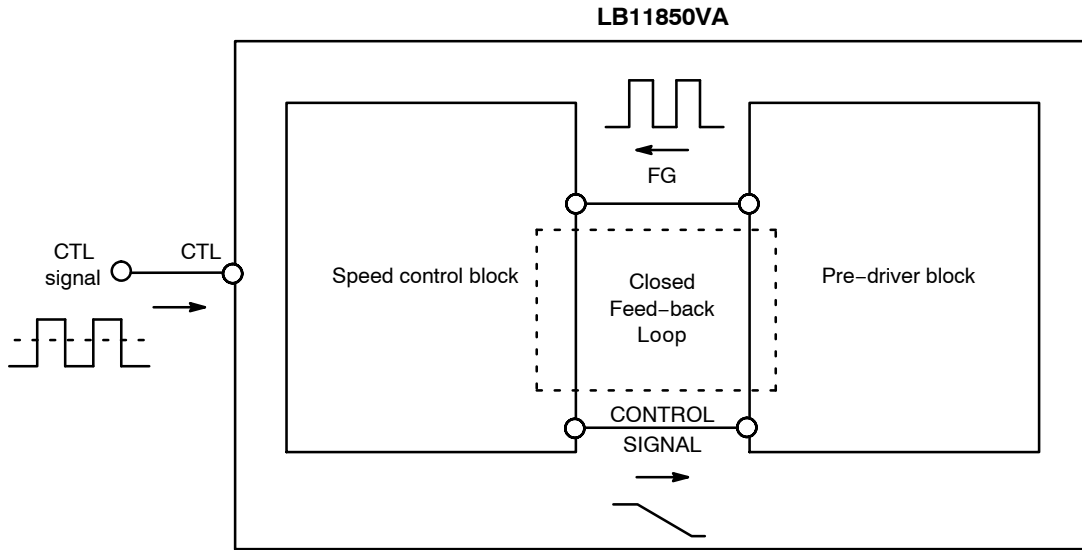 LB11850VA
FG
CTL
signal
CTL
Speed control block
Closed
Feed−back
Loop
Pre−driver block
CONTROL
SIGNAL